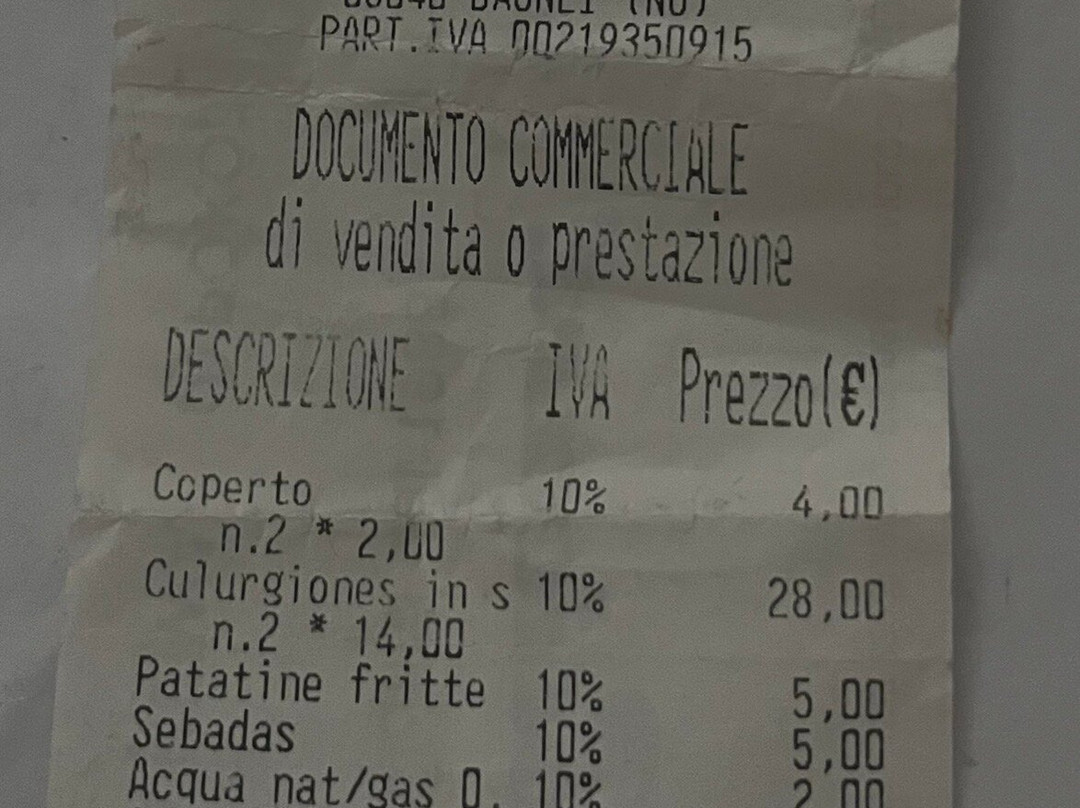 BAUNEI (NU)
PART.IVA 00219350915
DOCUMENTO COMMERCIALE
di vendita o prestazione
DESCRIZIONE IVA Prezzo(€)
Coperto 10% 4,00
n.2 * 2,00
Culurgiones in s 10% 28,00
n.2 * 14,00
Patatine fritte 10% 5,00
Sebadas 10% 5,00
Acqua nat/gas 0. 10% 2,00